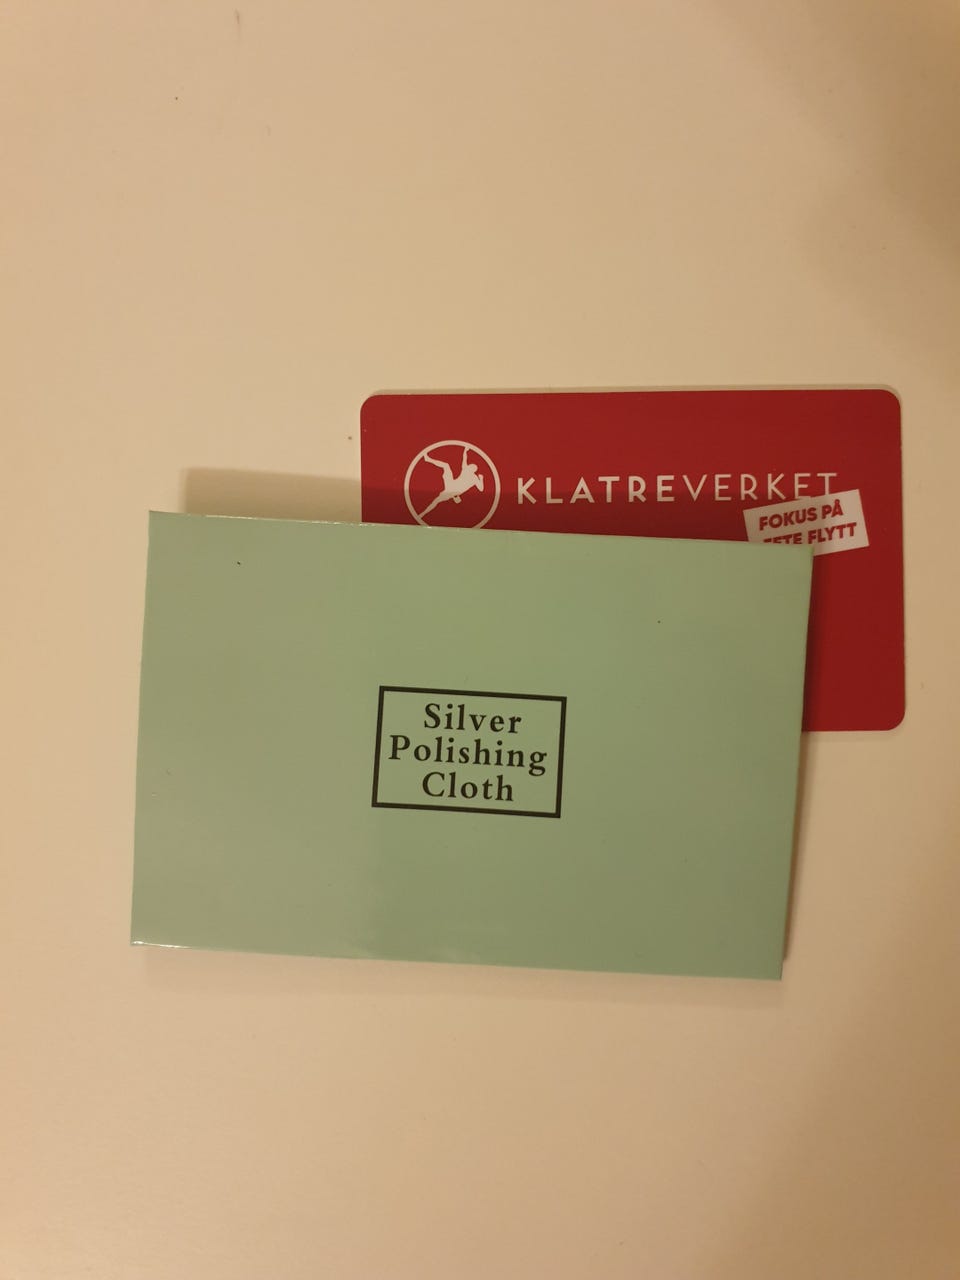 KLATREVERKET
FOKUS PÅ
FLYTT
Silver
Polishing
Cloth